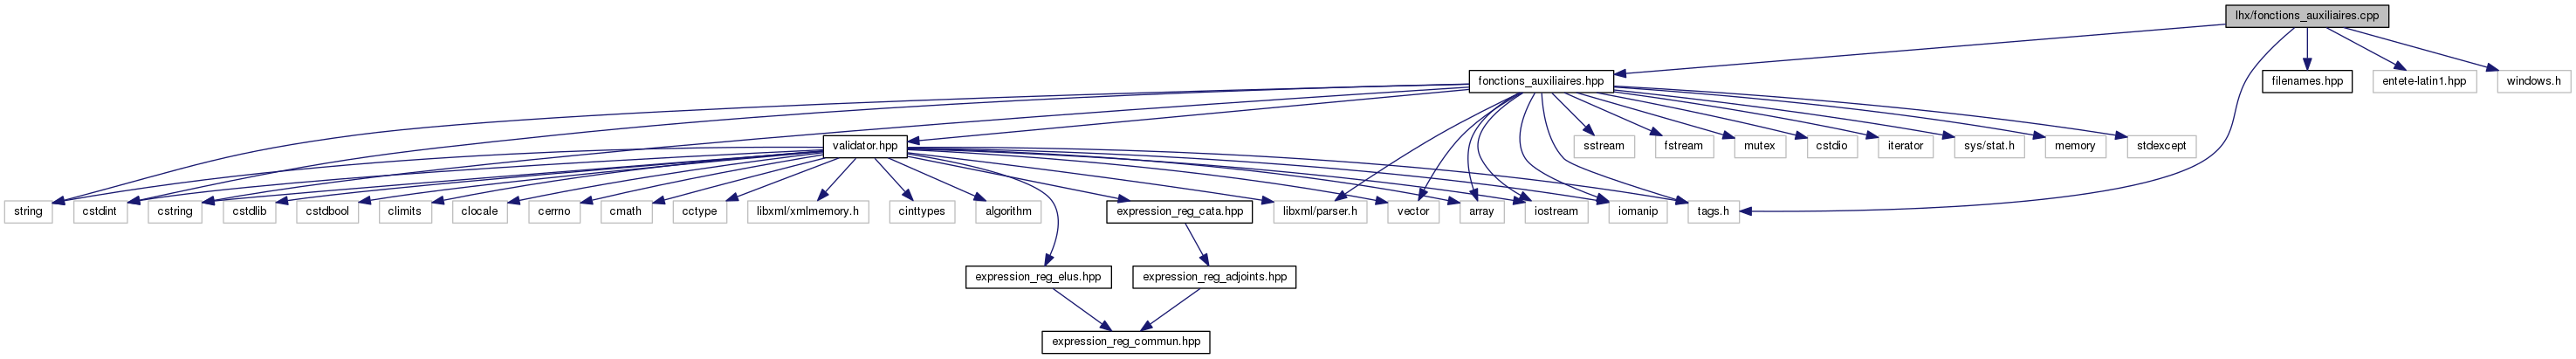 lhx/fonctions_auxiliaires.cpp
fonctions_auxiliaires.hpp
filenames.hpp
entete-latin1.hpp
windows.h
validator.hpp
sstream
fstream
mutex
cstdio
iterator
sys/stat.h
memory
stdexcept
string
cstdint
cstring
cstdlib
cstdbool
climits
clocale
cerrno
cmath
cctype
libxml/xmlmemory.h
cinttypes
algorithm
expression_reg_cata.hpp
libxml/parser.h
vector
array
iostream
iomanip
tags.h
expression_reg_elus.hpp
expression_reg_adjoints.hpp
expression_reg_commun.hpp